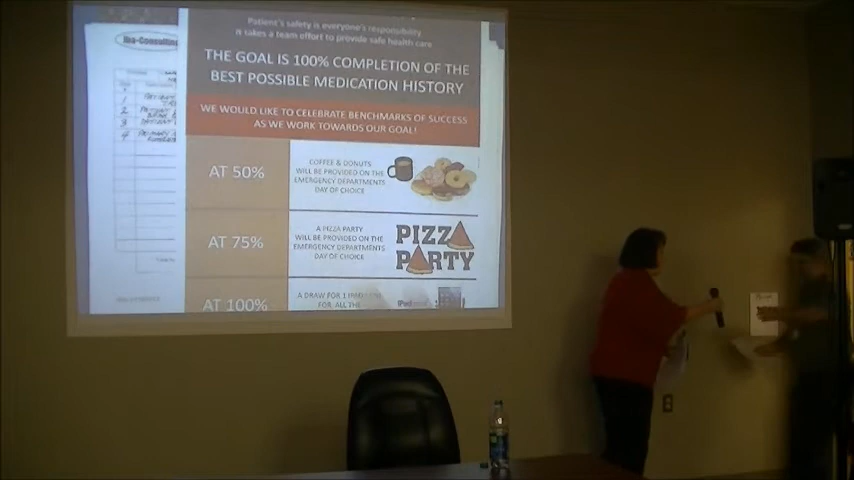 Patient's safety is everyone's responsibility
It takes a team effort to provide safe health care
THE GOAL IS 100% COMPLETION OF THE
BEST POSSIBLE MEDICATION HISTORY
WE WOULD LIKE TO CELEBRATE BENCHMARKS OF SUCCESS
AS WE WORK TOWARDS OUR GOAL!
AT 50%
COFFEE & DONUTS
WILL BE PROVIDED ON THE
EMERGENCY DEPARTMENTS
DAY OF CHOICE
AT 75%
A PIZZA PARTY
WILL BE PROVIDED ON THE
EMERGENCY DEPARTMENTS
DAY OF CHOICE
PIZZA
PARTY
AT 100%
A DRAW FOR
FOR ALL THE
1
2
3
4